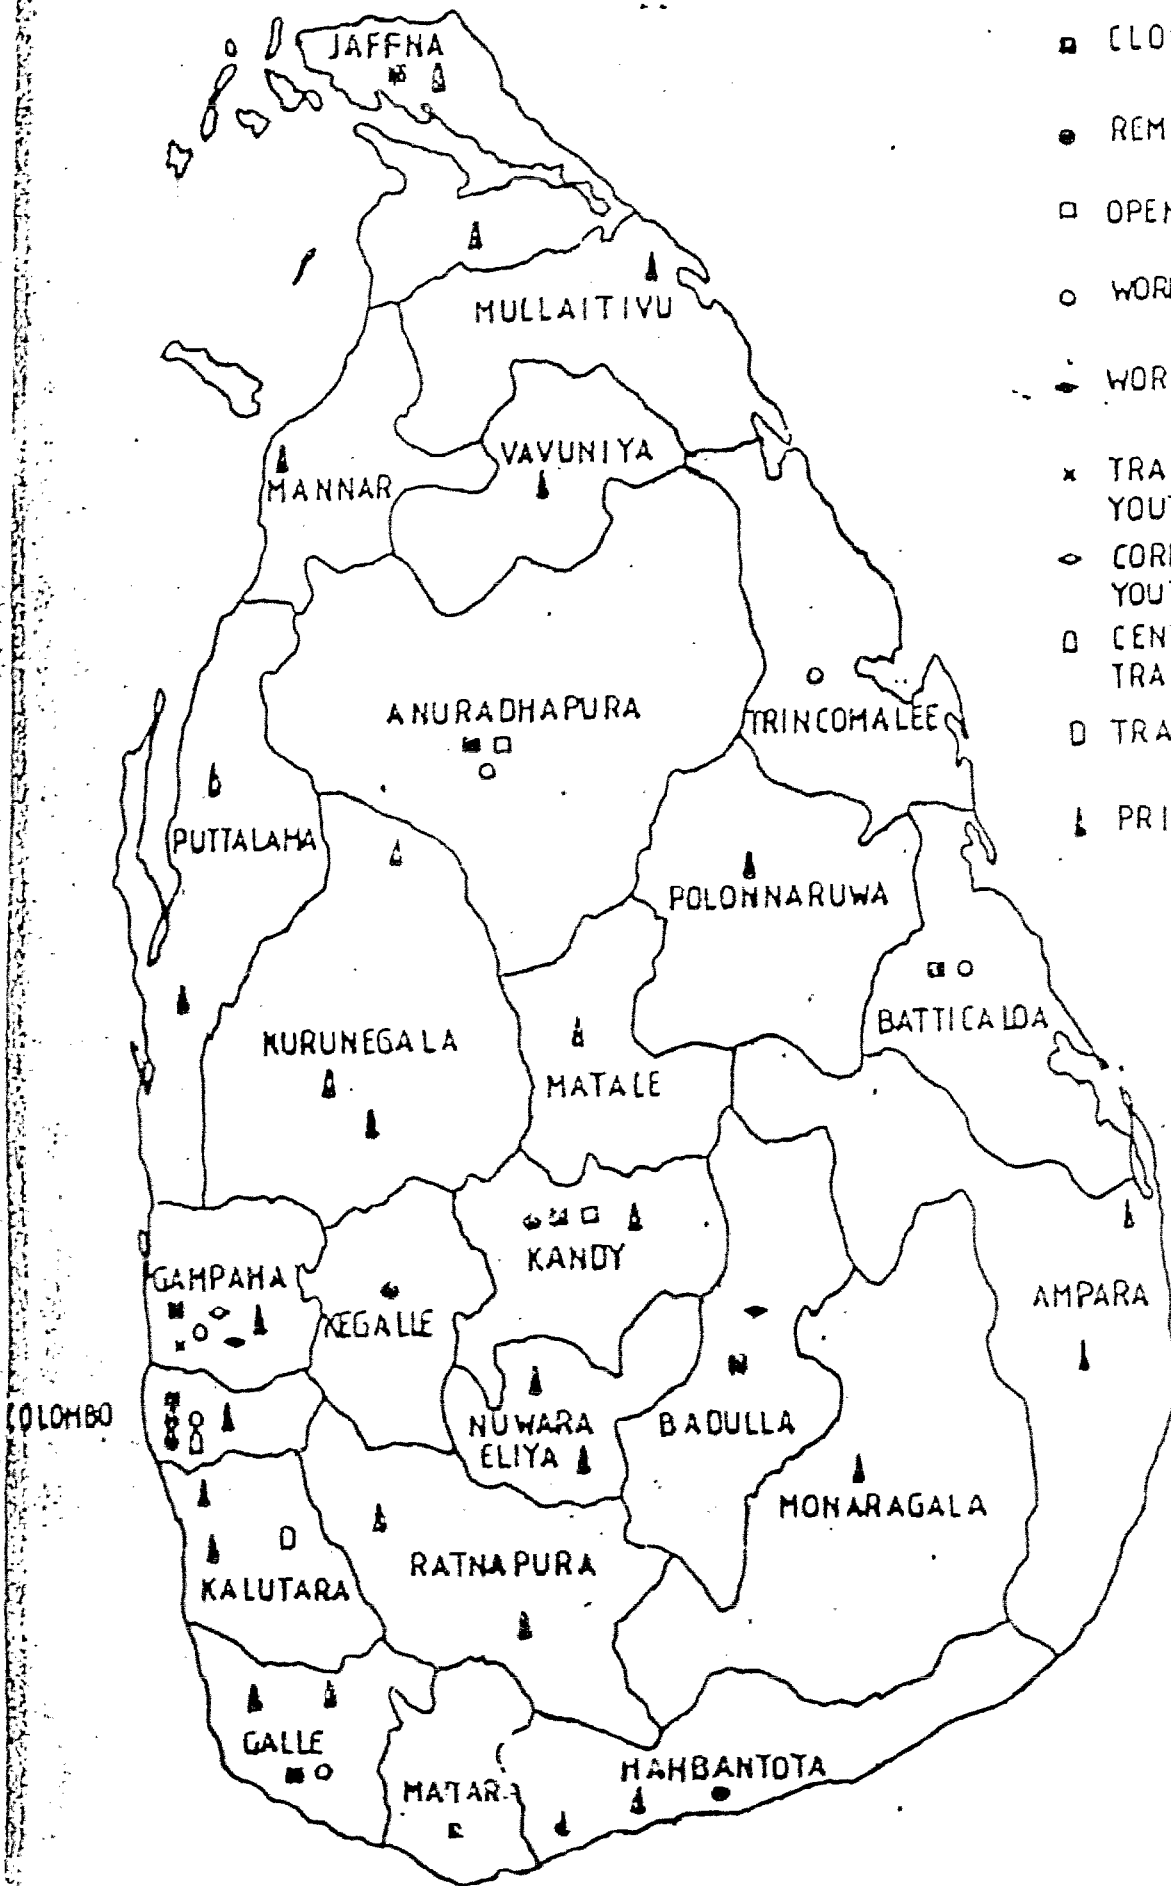 JAFFNA
MULLAITIVU
VAVUNIYA
MANNAR
ANURADHAPURA
TRINCOMALEE
PUTTALAMA
POLONNARUWA
BATTICALOA
KURUNEGALA
MATALE
KANDY
GAMPAHA
KEGALLE
AMPARA
COLOMBO
NUWARA
ELIYA
BADULLA
MONARAGALA
RATNAPURA
KALUTARA
GALLE
MATARA
HAMBANTOTA
CLO
REM
OPEN
WOR
WOR
TRA
YOUT
COR
YOUT
CEN
TRA
TRA
PRI